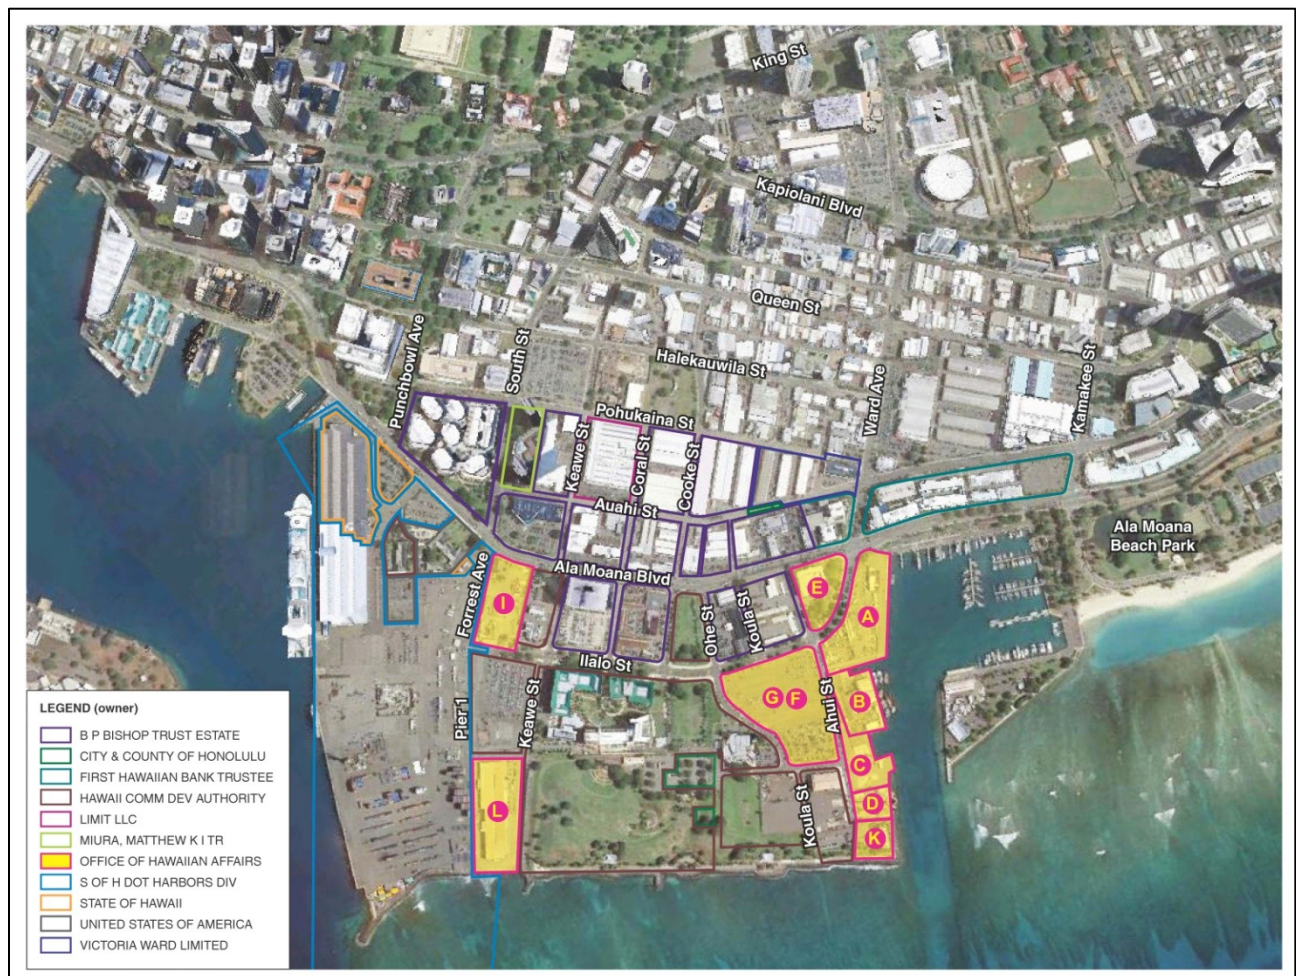 King St
Kapiolani Blvd
Queen St
Halekauwila St
Punchbowl Ave
South St
Pohukaina St
Ward Ave
Kamakee St
Keawe St
Coral St
Cooke St
Auahi St
Ala Moana
Beach Park
Ala Moana Blvd
Forrest Ave
I
E
A
Ohe St
Koula St
Ilalo St
G F
B
Ahui St
Pier 1
Keawe St
C
L
D
Koula St
K
LEGEND (owner)
B P BISHOP TRUST ESTATE
CITY & COUNTY OF HONOLULU
FIRST HAWAIIAN BANK TRUSTEE
HAWAII COMM DEV AUTHORITY
LIMIT LLC
MIURA, MATTHEW K I TR
OFFICE OF HAWAIIAN AFFAIRS
S OF H DOT HARBORS DIV
STATE OF HAWAII
UNITED STATES OF AMERICA
VICTORIA WARD LIMITED